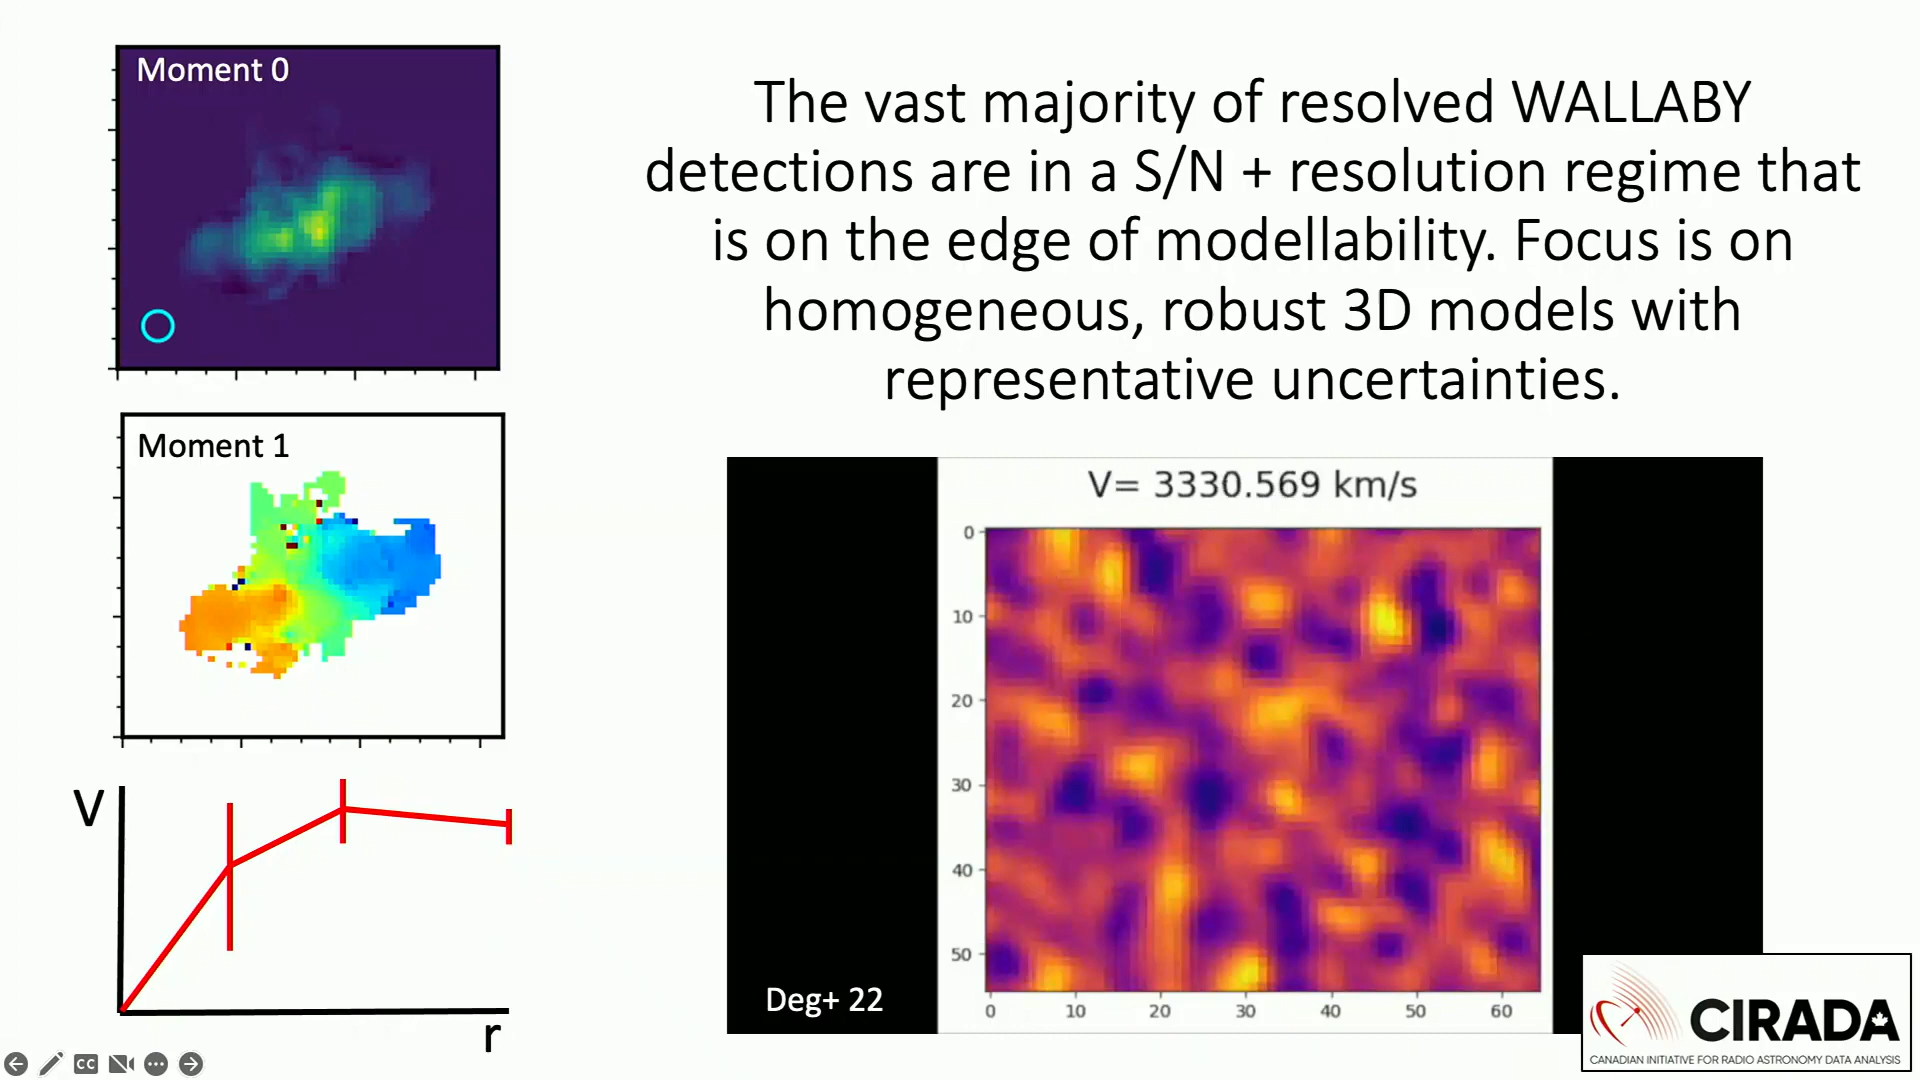 Moment 0
The vast majority of resolved WALLABY
detections are in a S/N + resolution regime that
is on the edge of modellability. Focus is on
homogeneous, robust 3D models with
representative uncertainties.
Moment 1
V
r
V= 3330.569 km/s
0
10
20
30
40
50
0 10 20 30 40 50 60
Deg+ 22
CIRADA
CANADIAN INITIATIVE FOR RADIO ASTRONOMY DATA ANALYSIS
CC